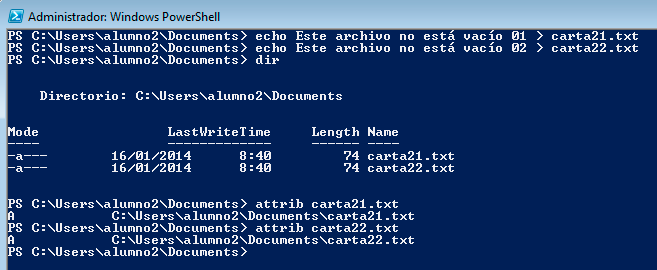 Administrador: Windows PowerShell
PS C:\Users\alumno2\Documents> echo Este archivo no está vacío 01 > carta21.txt
PS C:\Users\alumno2\Documents> echo Este archivo no está vacío 02 > carta22.txt
PS C:\Users\alumno2\Documents> dir
Directorio: C:\Users\alumno2\Documents
Mode LastWriteTime Length Name
---- ------------- ------ ----
-a--- 16/01/2014 8:40 74 carta21.txt
-a--- 16/01/2014 8:40 74 carta22.txt
PS C:\Users\alumno2\Documents> attrib carta21.txt
A C:\Users\alumno2\Documents\carta21.txt
PS C:\Users\alumno2\Documents> attrib carta22.txt
A C:\Users\alumno2\Documents\carta22.txt
PS C:\Users\alumno2\Documents>